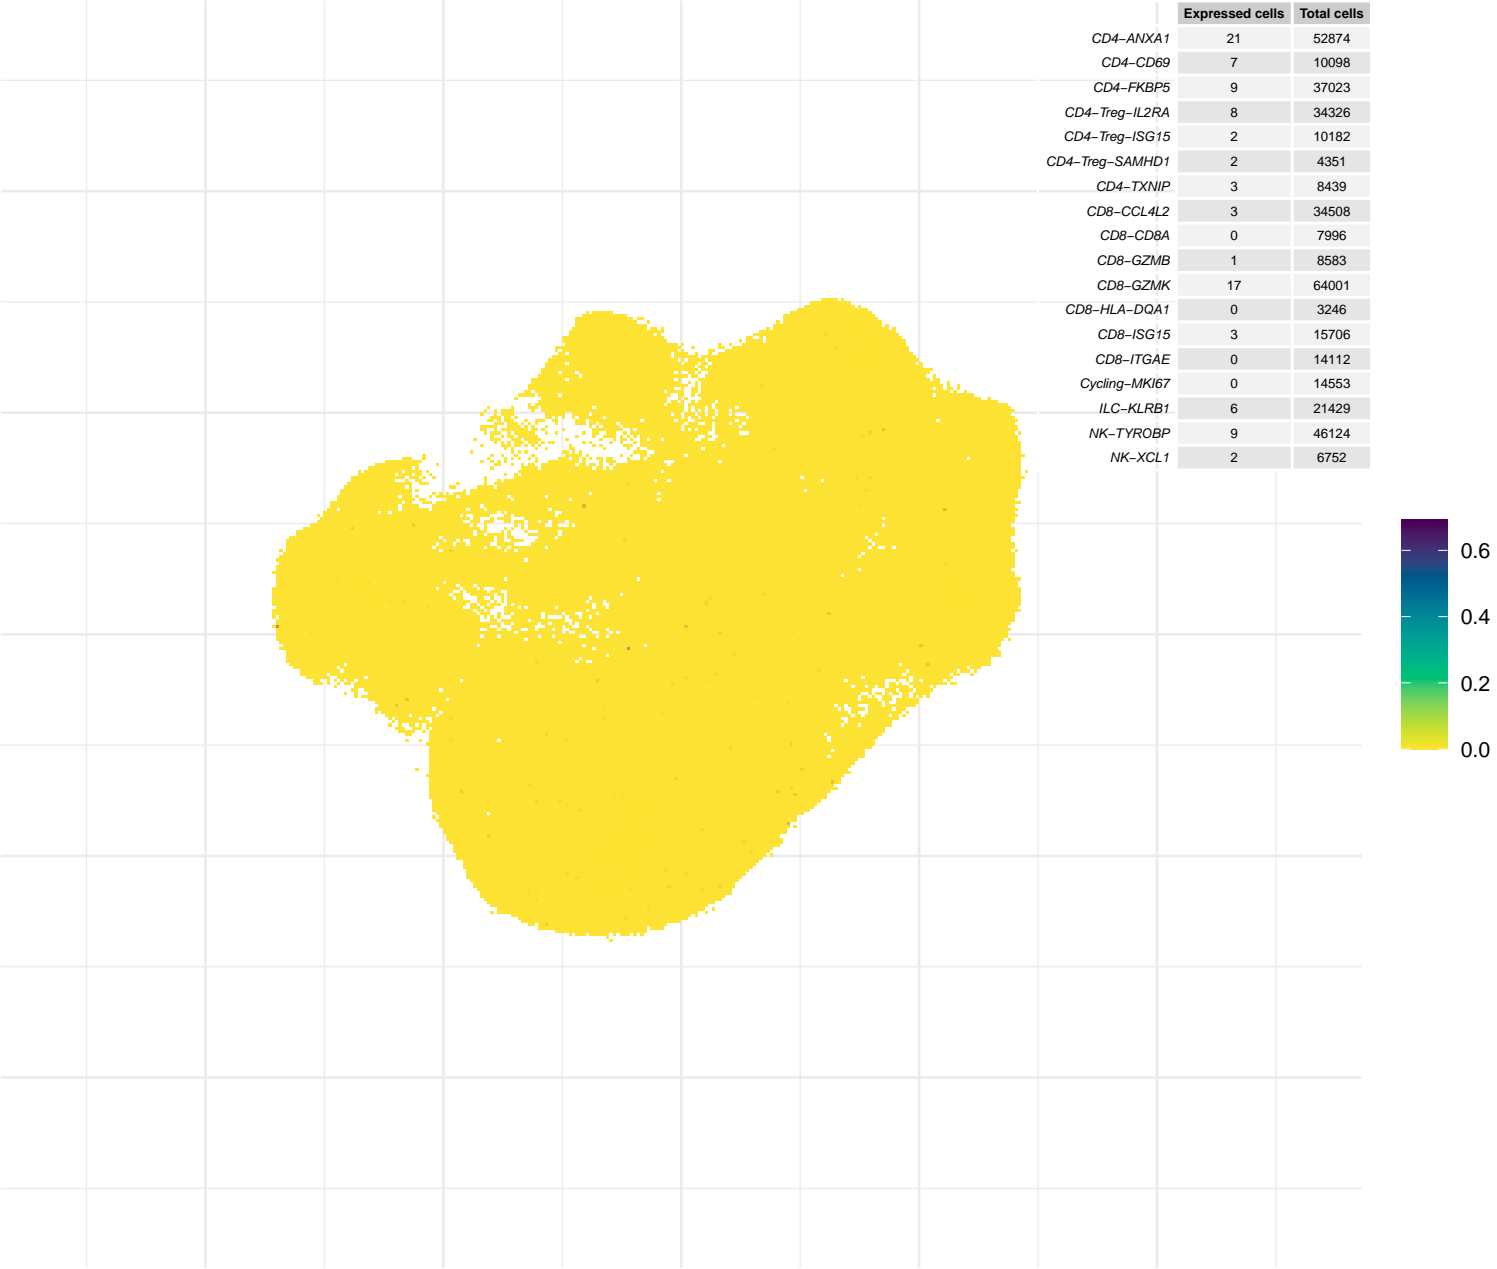 Expressed cells Total cells
CD4−ANXA1 21 52874
CD4−CD69 7 10098
CD4−FKBP5 9 37023
CD4−Treg−IL2RA 8 34326
CD4−Treg−ISG15 2 10182
CD4−Treg−SAMHD1 2 4351
CD4−TXNIP 3 8439
CD8−CCL4L2 3 34508
CD8−CD8A 0 7996
CD8−GZMB 1 8583
CD8−GZMK 17 64001
CD8−HLA−DQA1 0 3246
CD8−ISG15 3 15706
CD8−ITGAE 0 14112
Cycling−MKI67 0 14553
ILC−KLRB1 6 21429
NK−TYROBP 9 46124
NK−XCL1 2 6752
0.6
0.4
0.2
0.0